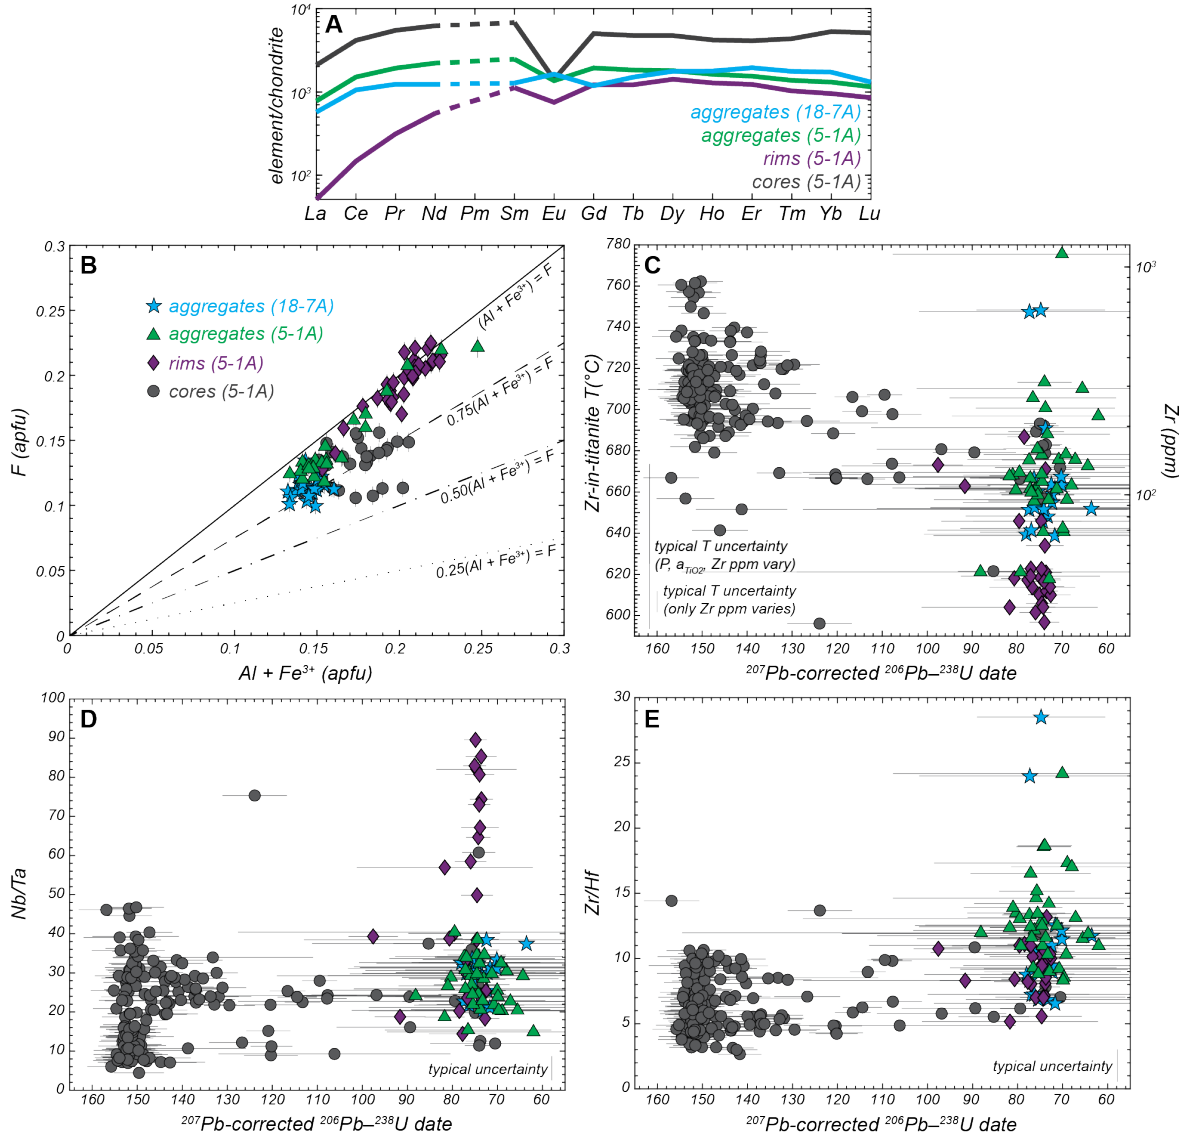 A
10⁴
10³
10²
element/chondrite
aggregates (18-7A)
aggregates (5-1A)
rims (5-1A)
cores (5-1A)
La Ce Pr Nd Pm Sm Eu Gd Tb Dy Ho Er Tm Yb Lu
B
0.3
0.25
0.2
0.15
0.1
0.05
0
F (apfu)
aggregates (18-7A)
aggregates (5-1A)
rims (5-1A)
cores (5-1A)
(Al + Fe³⁺) = F
0.75(Al + Fe³⁺) = F
0.50(Al + Fe³⁺) = F
0.25(Al + Fe³⁺) = F
0 0.05 0.1 0.15 0.2 0.25 0.3
Al + Fe³⁺ (apfu)
C
780
760
740
720
700
680
660
640
620
600
Zr-in-titanite T(°C)
10³
10²
Zr (ppm)
typical T uncertainty
(P, aTiO2, Zr ppm vary)
typical T uncertainty
(only Zr ppm varies)
160 150 140 130 120 110 100 90 80 70 60
²⁰⁷Pb-corrected ²⁰⁶Pb–²³⁸U date
D
100
90
80
70
60
50
40
30
20
10
0
Nb/Ta
typical uncertainty
160 150 140 130 120 110 100 90 80 70 60
²⁰⁷Pb-corrected ²⁰⁶Pb–²³⁸U date
E
30
25
20
15
10
5
0
Zr/Hf
typical uncertainty
160 150 140 130 120 110 100 90 80 70 60
²⁰⁷Pb-corrected ²⁰⁶Pb–²³⁸U date